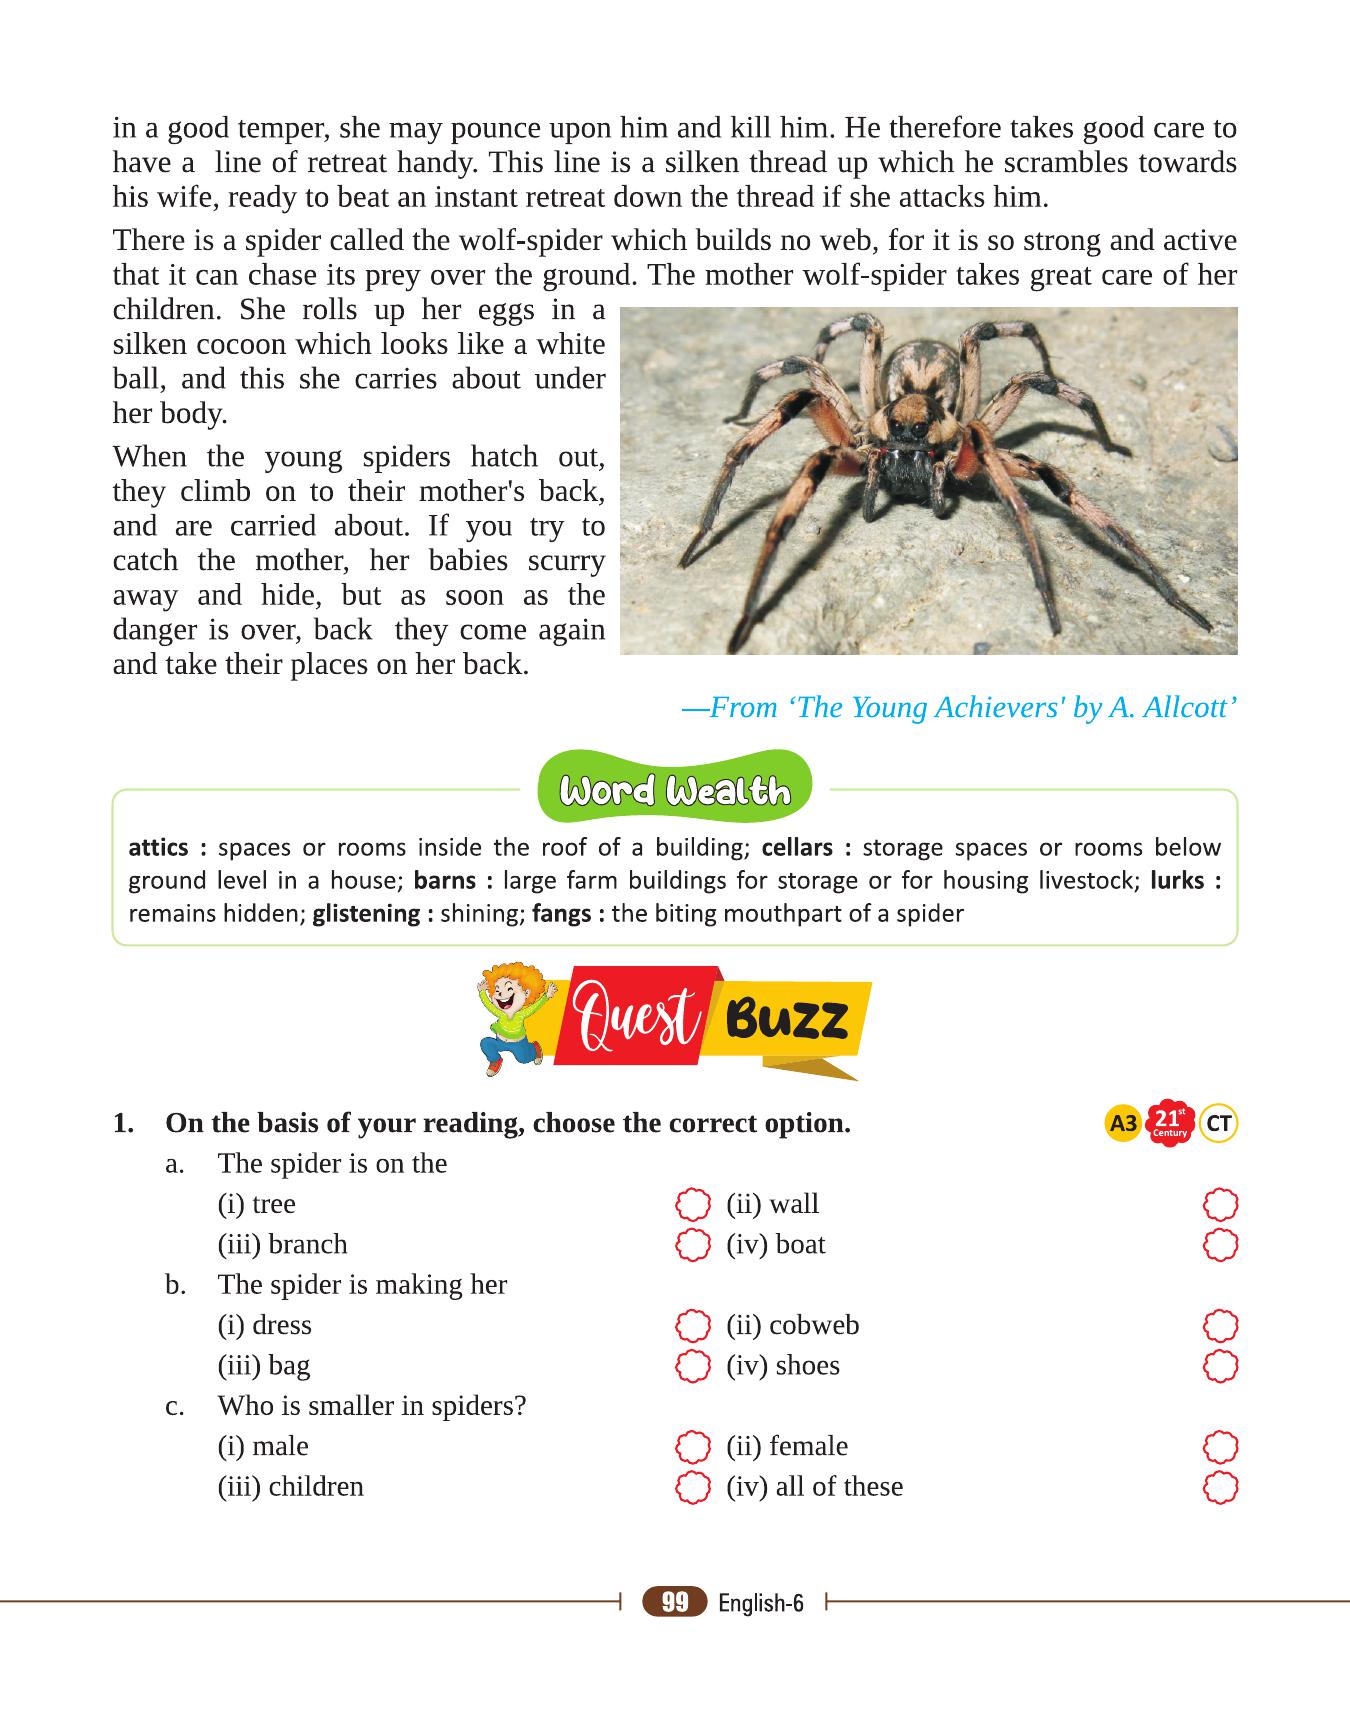 in a good temper, she may pounce upon him and kill him. He therefore takes good care to
have a line of retreat handy. This line is a silken thread up which he scrambles towards
his wife, ready to beat an instant retreat down the thread if she attacks him.
There is a spider called the wolf-spider which builds no web, for it is so strong and active
that it can chase its prey over the ground. The mother wolf-spider takes great care of her
children. She rolls up her eggs in a
silken cocoon which looks like a white
ball, and this she carries about under
her body.
When the young spiders hatch out,
they climb on to their mother's back,
and are carried about. If you try to
catch the mother, her babies scurry
away and hide, but as soon as the
danger is over, back they come again
and take their places on her back.
—From ‘The Young Achievers' by A. Allcott’
Word Wealth
attics : spaces or rooms inside the roof of a building; cellars : storage spaces or rooms below
ground level in a house; barns : large farm buildings for storage or for housing livestock; lurks :
remains hidden; glistening : shining; fangs : the biting mouthpart of a spider
Quest Buzz
1. On the basis of your reading, choose the correct option. A3 21st Century CT
a. The spider is on the
(i) tree (ii) wall
(iii) branch (iv) boat
b. The spider is making her
(i) dress (ii) cobweb
(iii) bag (iv) shoes
c. Who is smaller in spiders?
(i) male (ii) female
(iii) children (iv) all of these
99 English-6